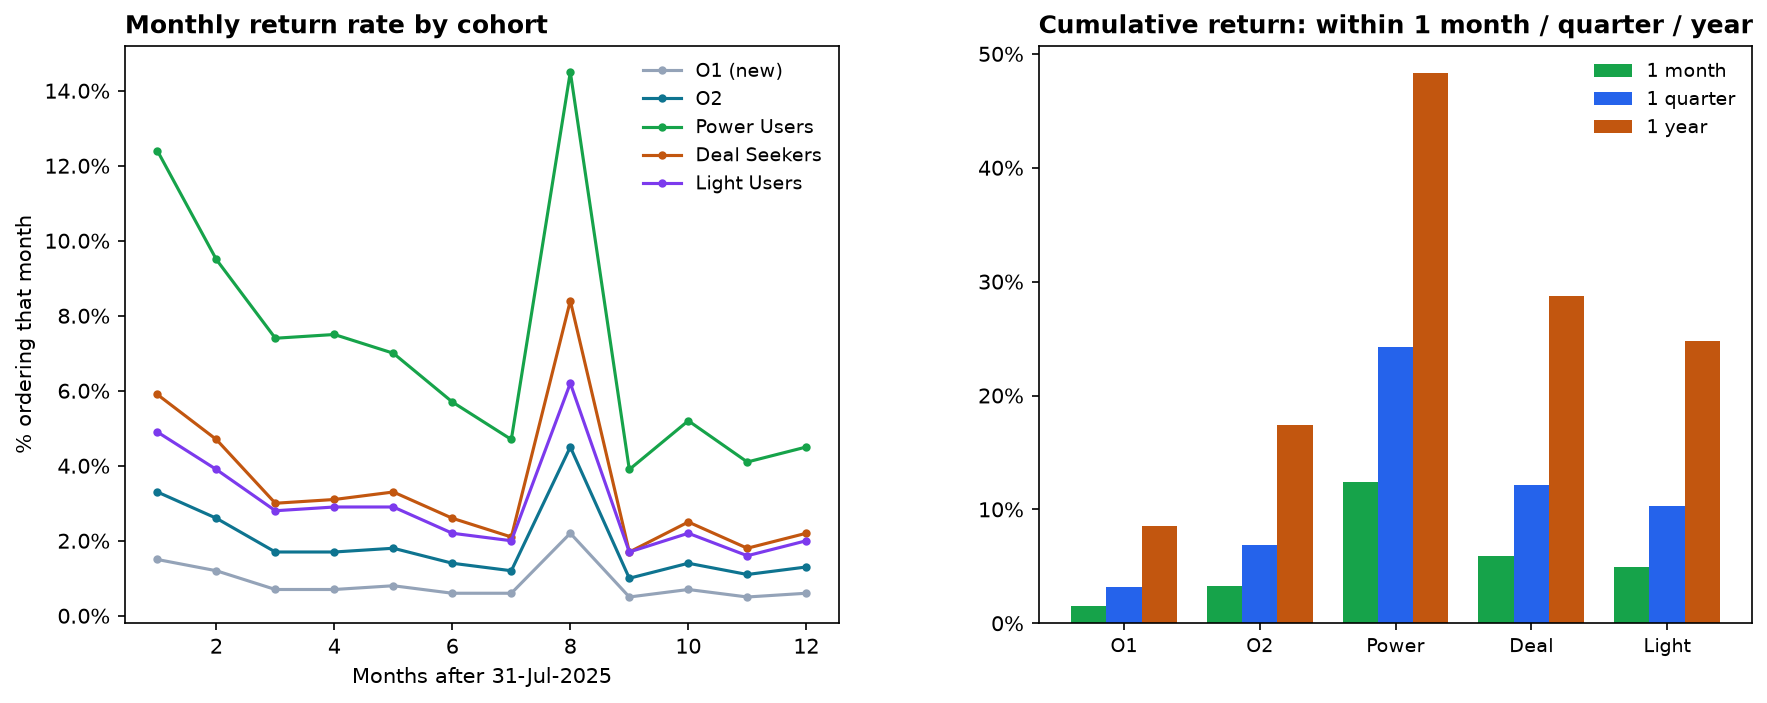 Monthly return rate by cohort
14.0%
12.0%
10.0%
8.0%
6.0%
4.0%
2.0%
0.0%
% ordering that month
2 4 6 8 10 12
Months after 31-Jul-2025
O1 (new)
O2
Power Users
Deal Seekers
Light Users
Cumulative return: within 1 month / quarter / year
50%
40%
30%
20%
10%
0%
O1 O2 Power Deal Light
1 month
1 quarter
1 year